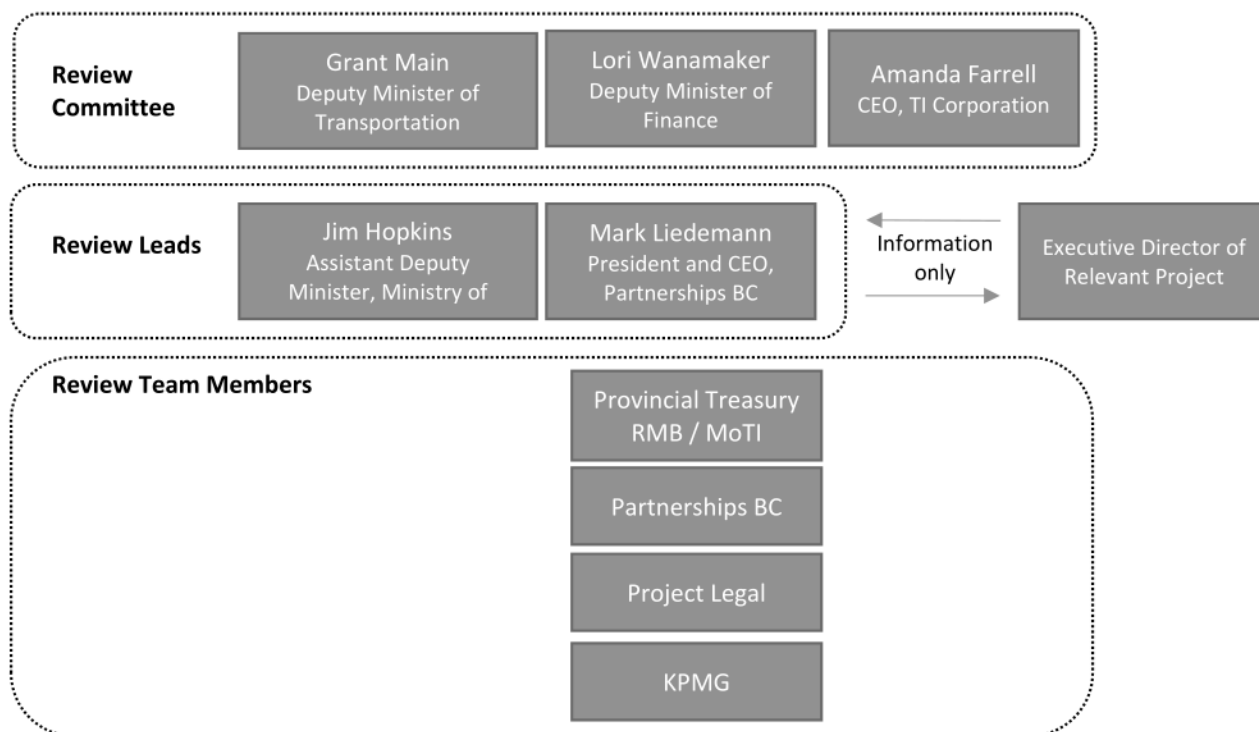 Review
Committee
Grant Main
Deputy Minister of
Transportation
Lori Wanamaker
Deputy Minister of
Finance
Amanda Farrell
CEO, TI Corporation
Review Leads
Jim Hopkins
Assistant Deputy
Minister, Ministry of
Mark Liedemann
President and CEO,
Partnerships BC
Information
only
Executive Director of
Relevant Project
Review Team Members
Provincial Treasury
RMB / MoTI
Partnerships BC
Project Legal
KPMG